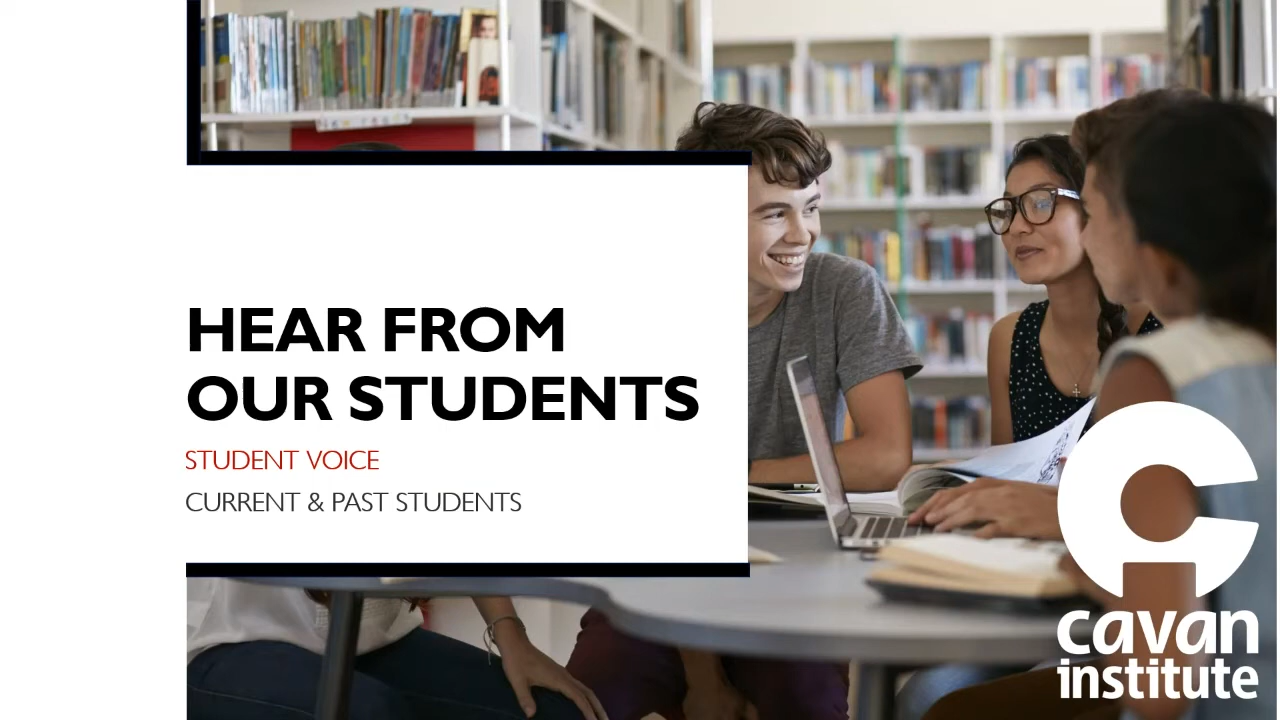 HEAR FROM
OUR STUDENTS
STUDENT VOICE
CURRENT & PAST STUDENTS
cavan
institute